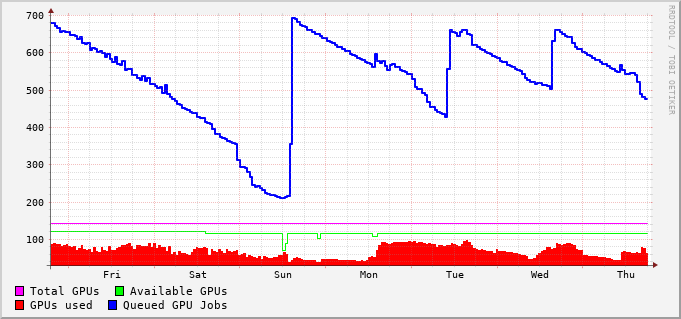 700
600
500
400
300
200
100
Fri Sat Sun Mon Tue Wed Thu
RRDTOOL / TOBI OETIKER
Total GPUs Available GPUs
GPUs used Queued GPU Jobs